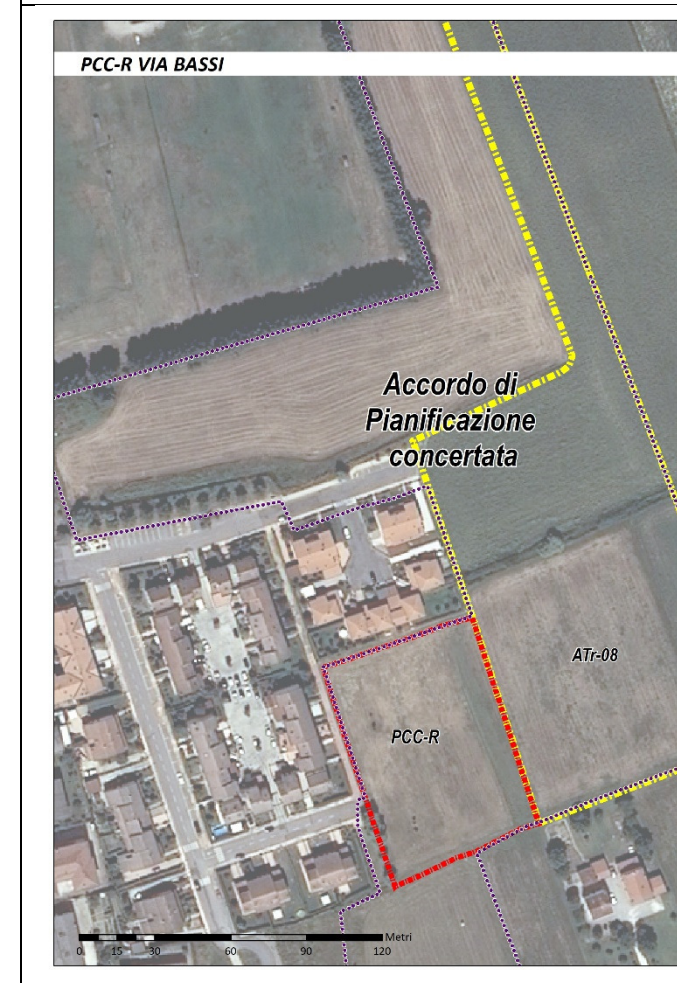 PCC-R VIA BASSI
Accordo di
Pianificazione
concertata
ATr-08
PCC-R
Metri
0 15 30 60 90 120